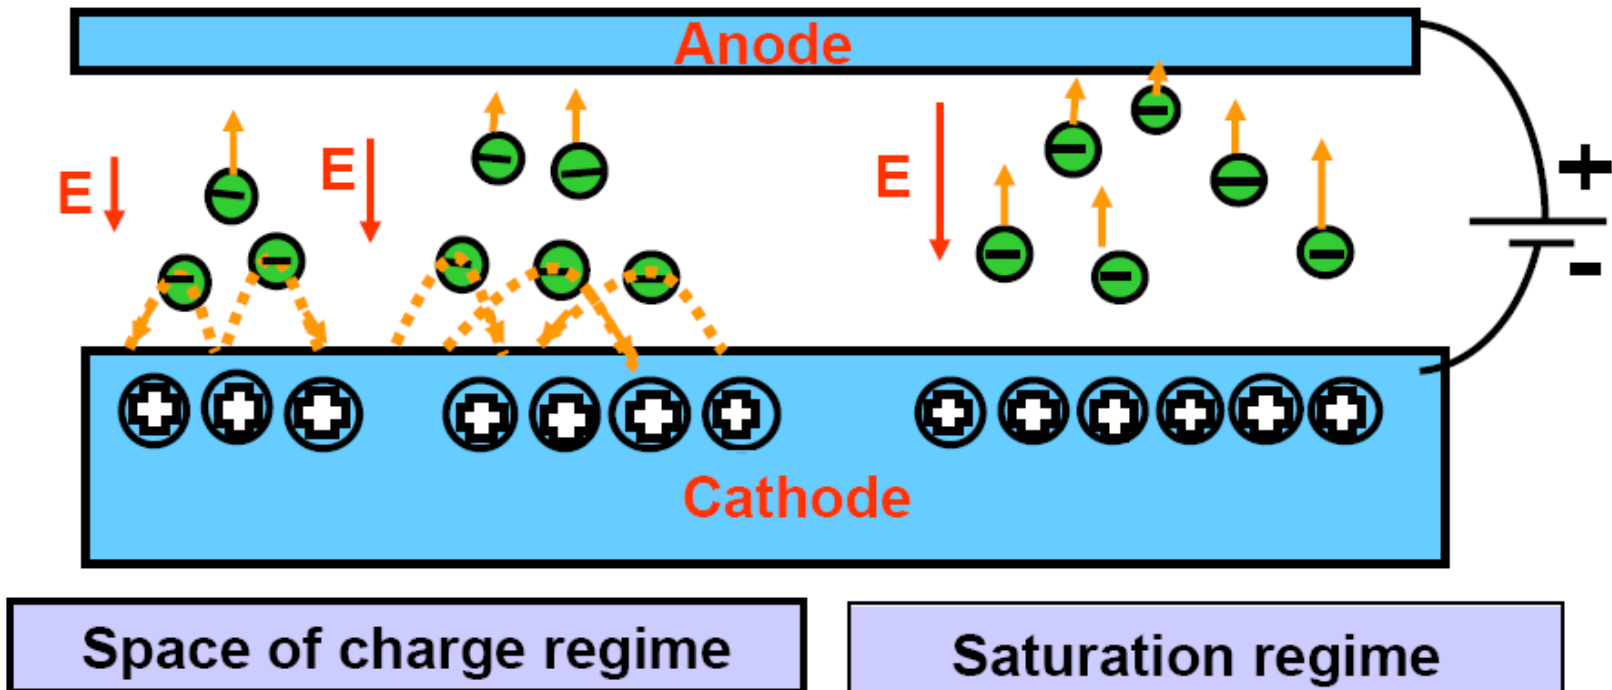 Anode
E
E
E
+
-
Cathode
Space of charge regime
Saturation regime